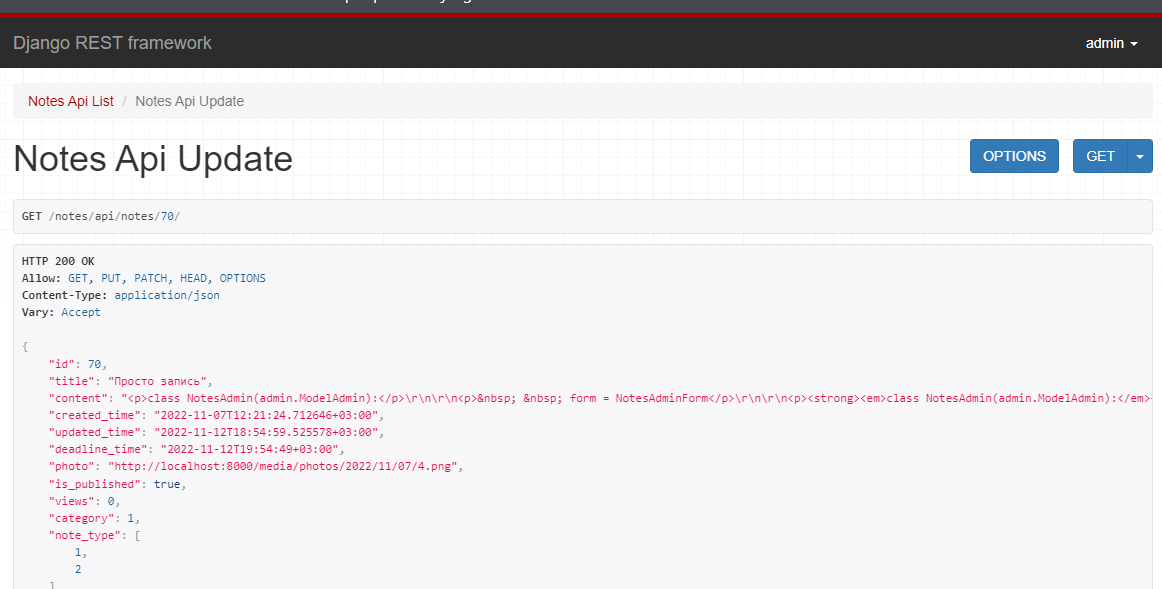 Django REST framework
admin
Notes Api List / Notes Api Update
Notes Api Update
OPTIONS GET
GET /notes/api/notes/70/
HTTP 200 OK
Allow: GET, PUT, PATCH, HEAD, OPTIONS
Content-Type: application/json
Vary: Accept
{
"id": 70,
"title": "Просто запись",
"content": "<p>class NotesAdmin(admin.ModelAdmin):</p>\r\n\r\n<p>&nbsp; &nbsp; form = NotesAdminForm</p>\r\n\r\n<p><strong><em>class NotesAdmin(admin.ModelAdmin):</em>
"created_time": "2022-11-07T12:21:24.712646+03:00",
"updated_time": "2022-11-12T18:54:59.525578+03:00",
"deadline_time": "2022-11-12T19:54:49+03:00",
"photo": "http://localhost:8000/media/photos/2022/11/07/4.png",
"is_published": true,
"views": 0,
"category": 1,
"note_type": [
1,
2
]